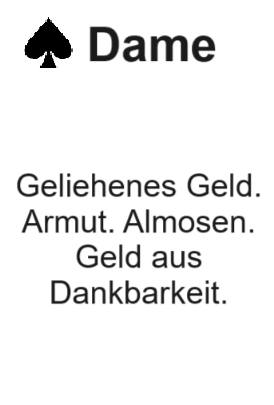 ♠ Dame
Geliehenes Geld.
Armut. Almosen.
Geld aus
Dankbarkeit.